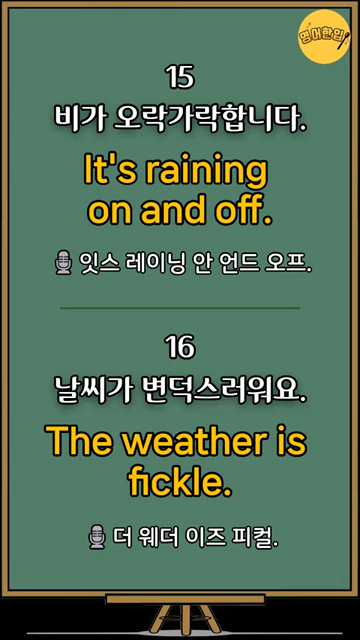 영어한입
15
비가 오락가락합니다.
It's raining
on and off.
잇스 레이닝 안 언드 오프.
16
날씨가 변덕스러워요.
The weather is
fickle.
더 웨더 이즈 피컬.